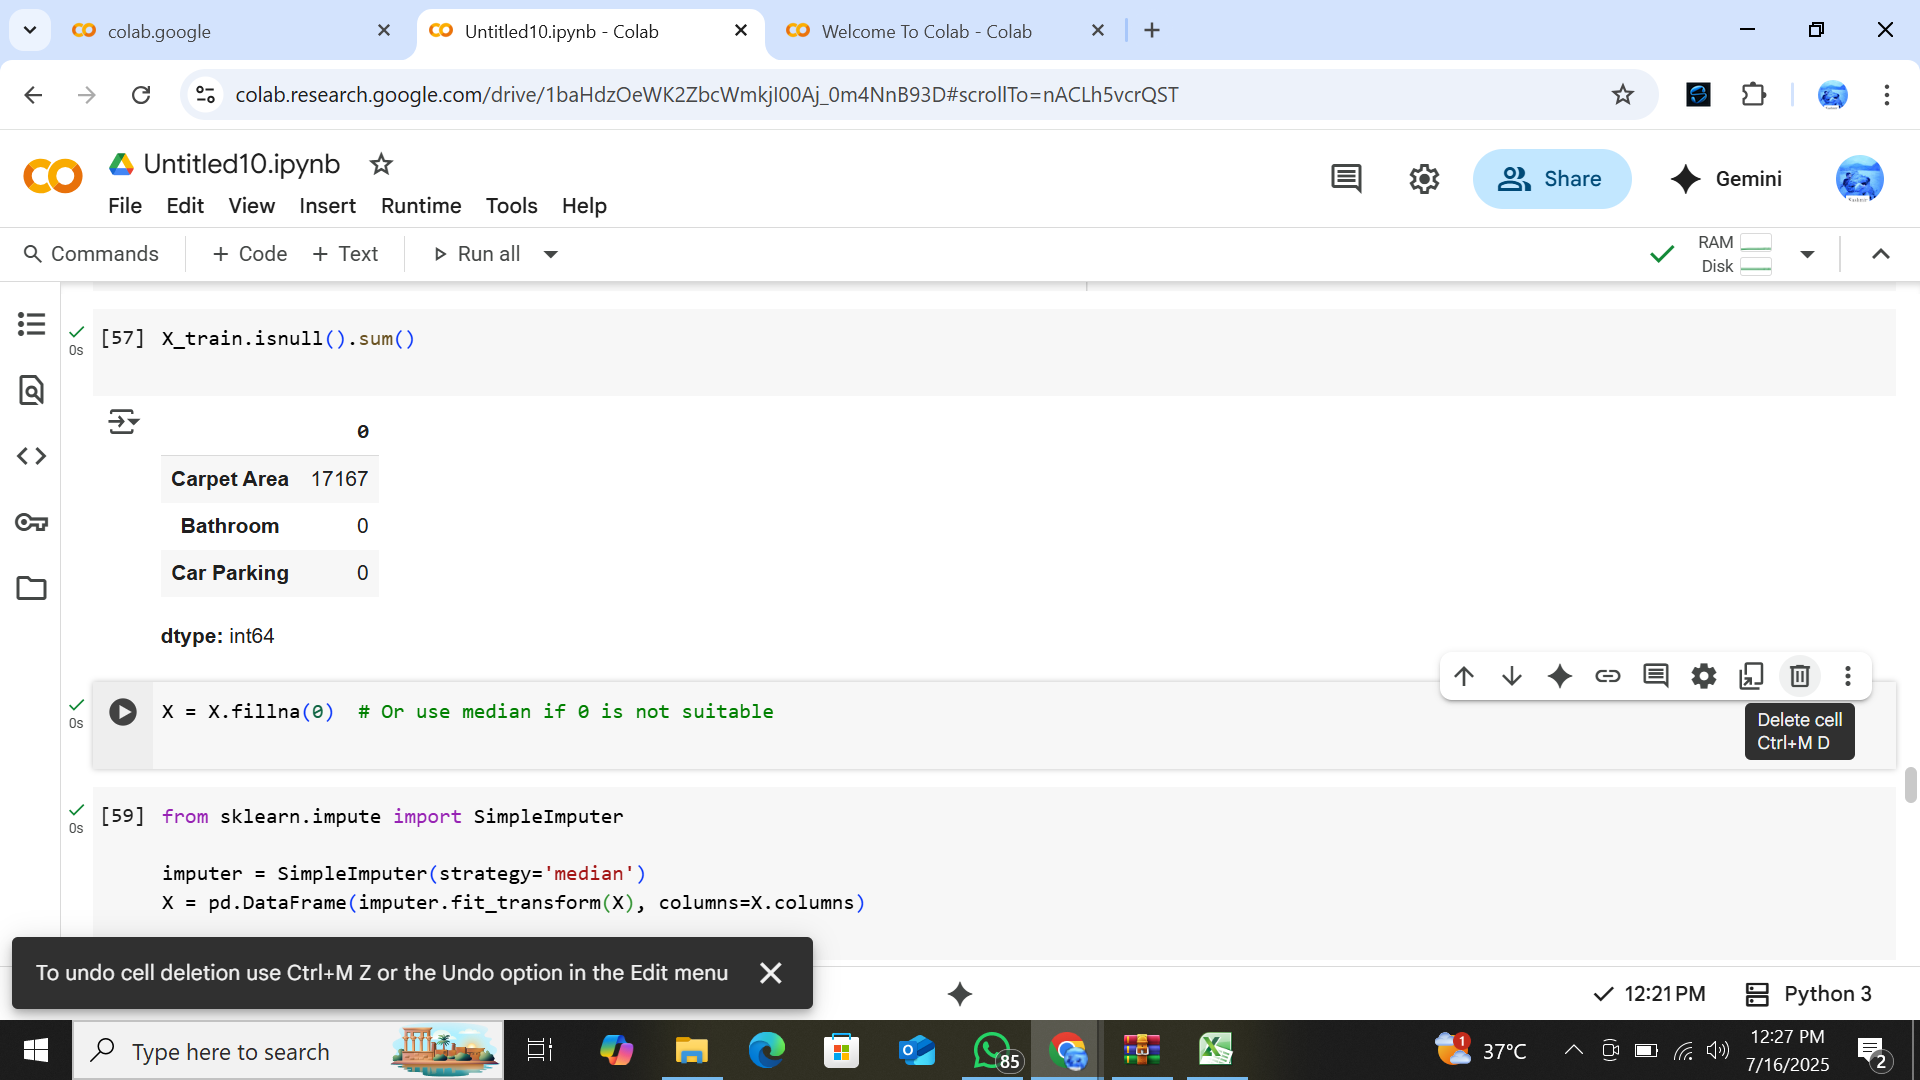 colab.google
Untitled10.ipynb - Colab
Welcome To Colab - Colab
colab.research.google.com/drive/1baHdzOeWK2ZbcWmkjI00Aj_0m4NnB93D#scrollTo=nACLh5vcrQST
Untitled10.ipynb
Share
Gemini
File Edit View Insert Runtime Tools Help
Commands + Code + Text Run all
RAM
Disk
[57] X_train.isnull().sum()
0s
0
Carpet Area 17167
Bathroom 0
Car Parking 0
dtype: int64
X = X.fillna(0)  # Or use median if 0 is not suitable
0s
Delete cell
Ctrl+M D
[59] from sklearn.impute import SimpleImputer
0s
imputer = SimpleImputer(strategy='median')
X = pd.DataFrame(imputer.fit_transform(X), columns=X.columns)
To undo cell deletion use Ctrl+M Z or the Undo option in the Edit menu
12:21 PM
Python 3
Type here to search
85
1
37°C
12:27 PM
7/16/2025
2